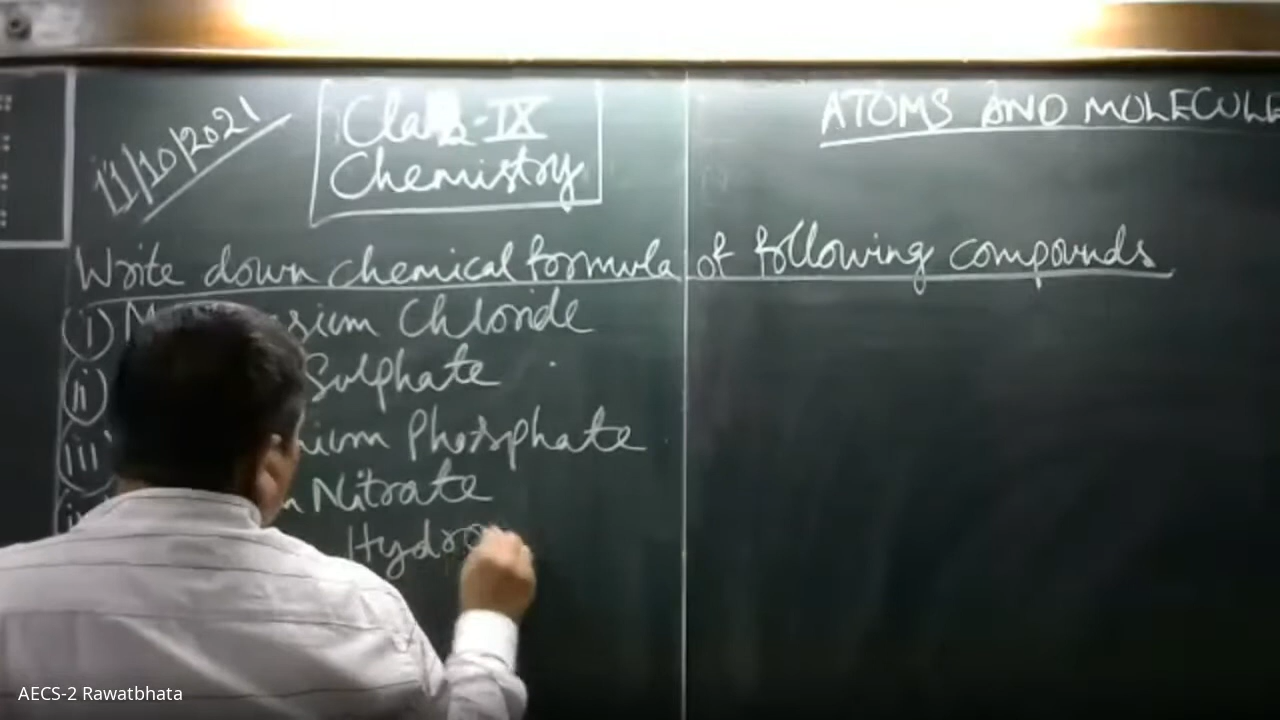 11/10/2021
Class-IX
Chemistry
ATOMS AND MOLECULE
Write down chemical formula of following compounds
(i) M sium Chloride
(ii) Sulphate
(iii) ium Phosphate
Nitrate
Hydro
AECS-2 Rawatbhata